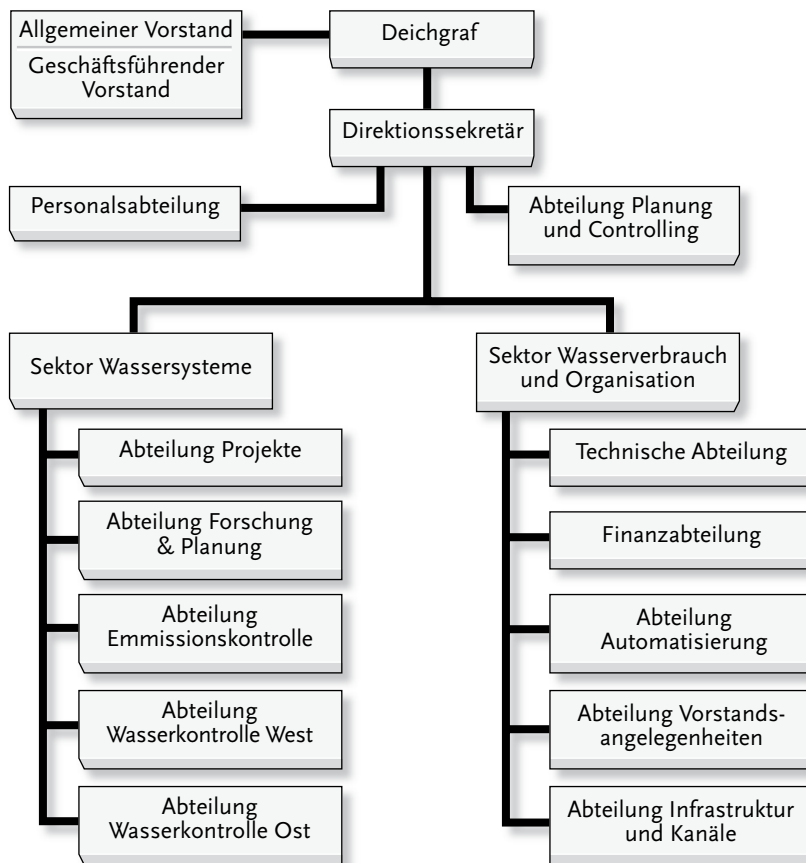 Allgemeiner Vorstand
Geschäftsführender
Vorstand
Deichgraf
Direktionssekretär
Personalsabteilung
Abteilung Planung
und Controlling
Sektor Wassersysteme
Abteilung Projekte
Abteilung Forschung
& Planung
Abteilung
Emmissionskontrolle
Abteilung
Wasserkontrolle West
Abteilung
Wasserkontrolle Ost
Sektor Wasserverbrauch
und Organisation
Technische Abteilung
Finanzabteilung
Abteilung
Automatisierung
Abteilung Vorstands-
angelegenheiten
Abteilung Infrastruktur
und Kanäle